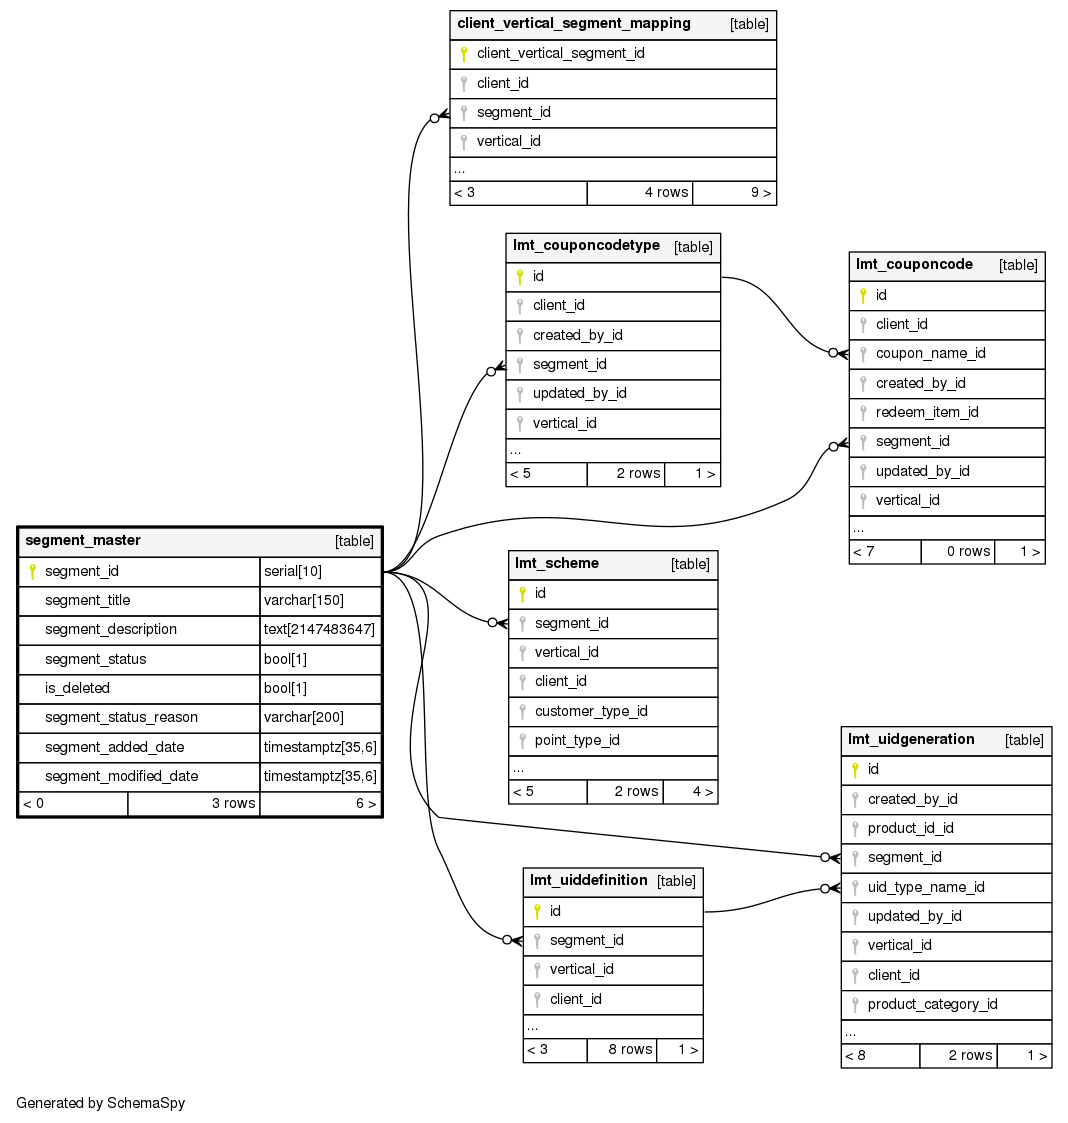 client_vertical_segment_mapping [table]
client_vertical_segment_id
client_id
segment_id
vertical_id
...
< 3 4 rows 9 >
lmt_couponcodetype [table]
id
client_id
created_by_id
segment_id
updated_by_id
vertical_id
...
< 5 2 rows 1 >
lmt_couponcode [table]
id
client_id
coupon_name_id
created_by_id
redeem_item_id
segment_id
updated_by_id
vertical_id
...
< 7 0 rows 1 >
segment_master [table]
segment_id serial[10]
segment_title varchar[150]
segment_description text[2147483647]
segment_status bool[1]
is_deleted bool[1]
segment_status_reason varchar[200]
segment_added_date timestamptz[35,6]
segment_modified_date timestamptz[35,6]
< 0 3 rows 6 >
lmt_scheme [table]
id
segment_id
vertical_id
client_id
customer_type_id
point_type_id
...
< 5 2 rows 4 >
lmt_uidgeneration [table]
id
created_by_id
product_id_id
segment_id
uid_type_name_id
updated_by_id
vertical_id
client_id
product_category_id
...
< 8 2 rows 1 >
lmt_uiddefinition [table]
id
segment_id
vertical_id
client_id
...
< 3 8 rows 1 >
Generated by SchemaSpy